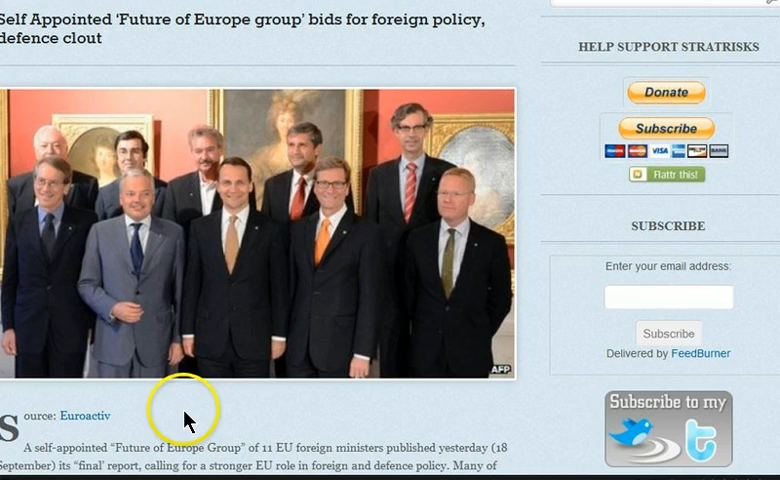 Self Appointed 'Future of Europe group' bids for foreign policy,
defence clout
AFP
Source: Euroactiv
A self-appointed "Future of Europe Group" of 11 EU foreign ministers published yesterday (18
September) its "final' report, calling for a stronger EU role in foreign and defence policy. Many of
HELP SUPPORT STRATRISKS
Donate
Subscribe
VISA
BANK
Flattr this!
SUBSCRIBE
Enter your email address:
Subscribe
Delivered by FeedBurner
Subscribe to my